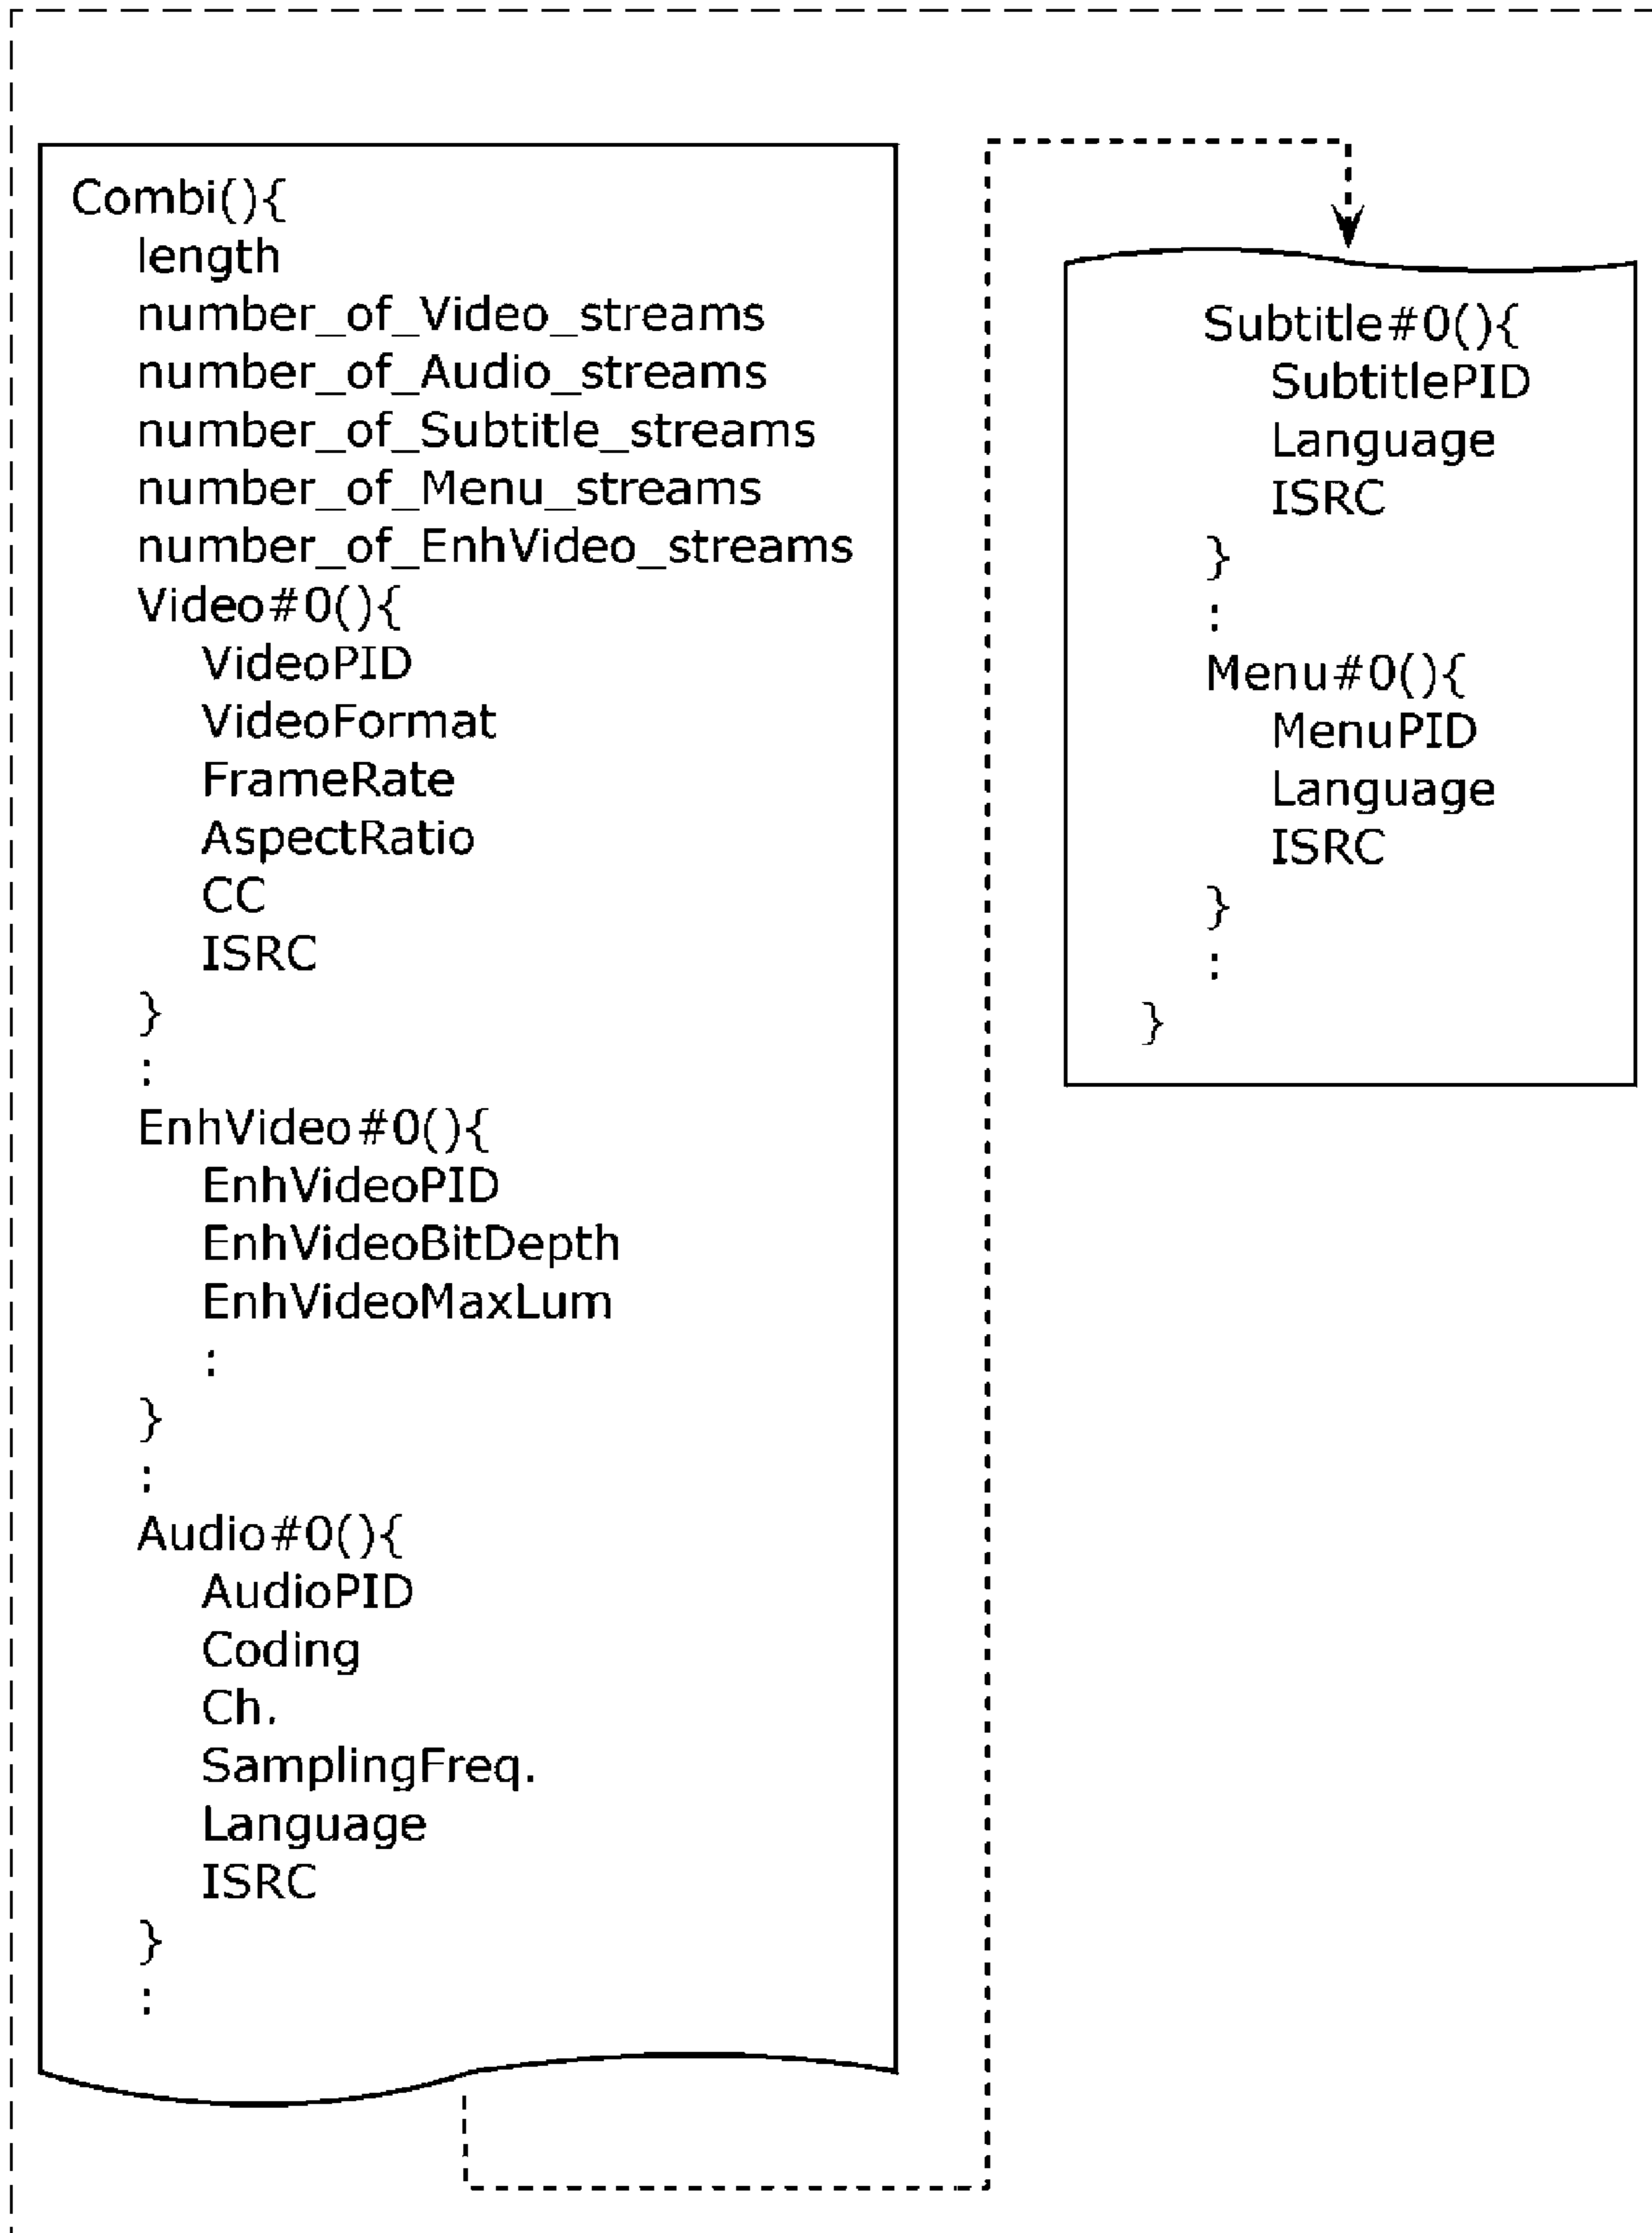 Combi(){
length
number_of_Video_streams
number_of_Audio_streams
number_of_Subtitle_streams
number_of_Menu_streams
number_of_EnhVideo_streams
Video#0(){
VideoPID
VideoFormat
FrameRate
AspectRatio
CC
ISRC
}
:
EnhVideo#0(){
EnhVideoPID
EnhVideoBitDepth
EnhVideoMaxLum
:
}
:
Audio#0(){
AudioPID
Coding
Ch.
SamplingFreq.
Language
ISRC
}
:
Subtitle#0(){
SubtitlePID
Language
ISRC
}
:
Menu#0(){
MenuPID
Language
ISRC
}
:
}